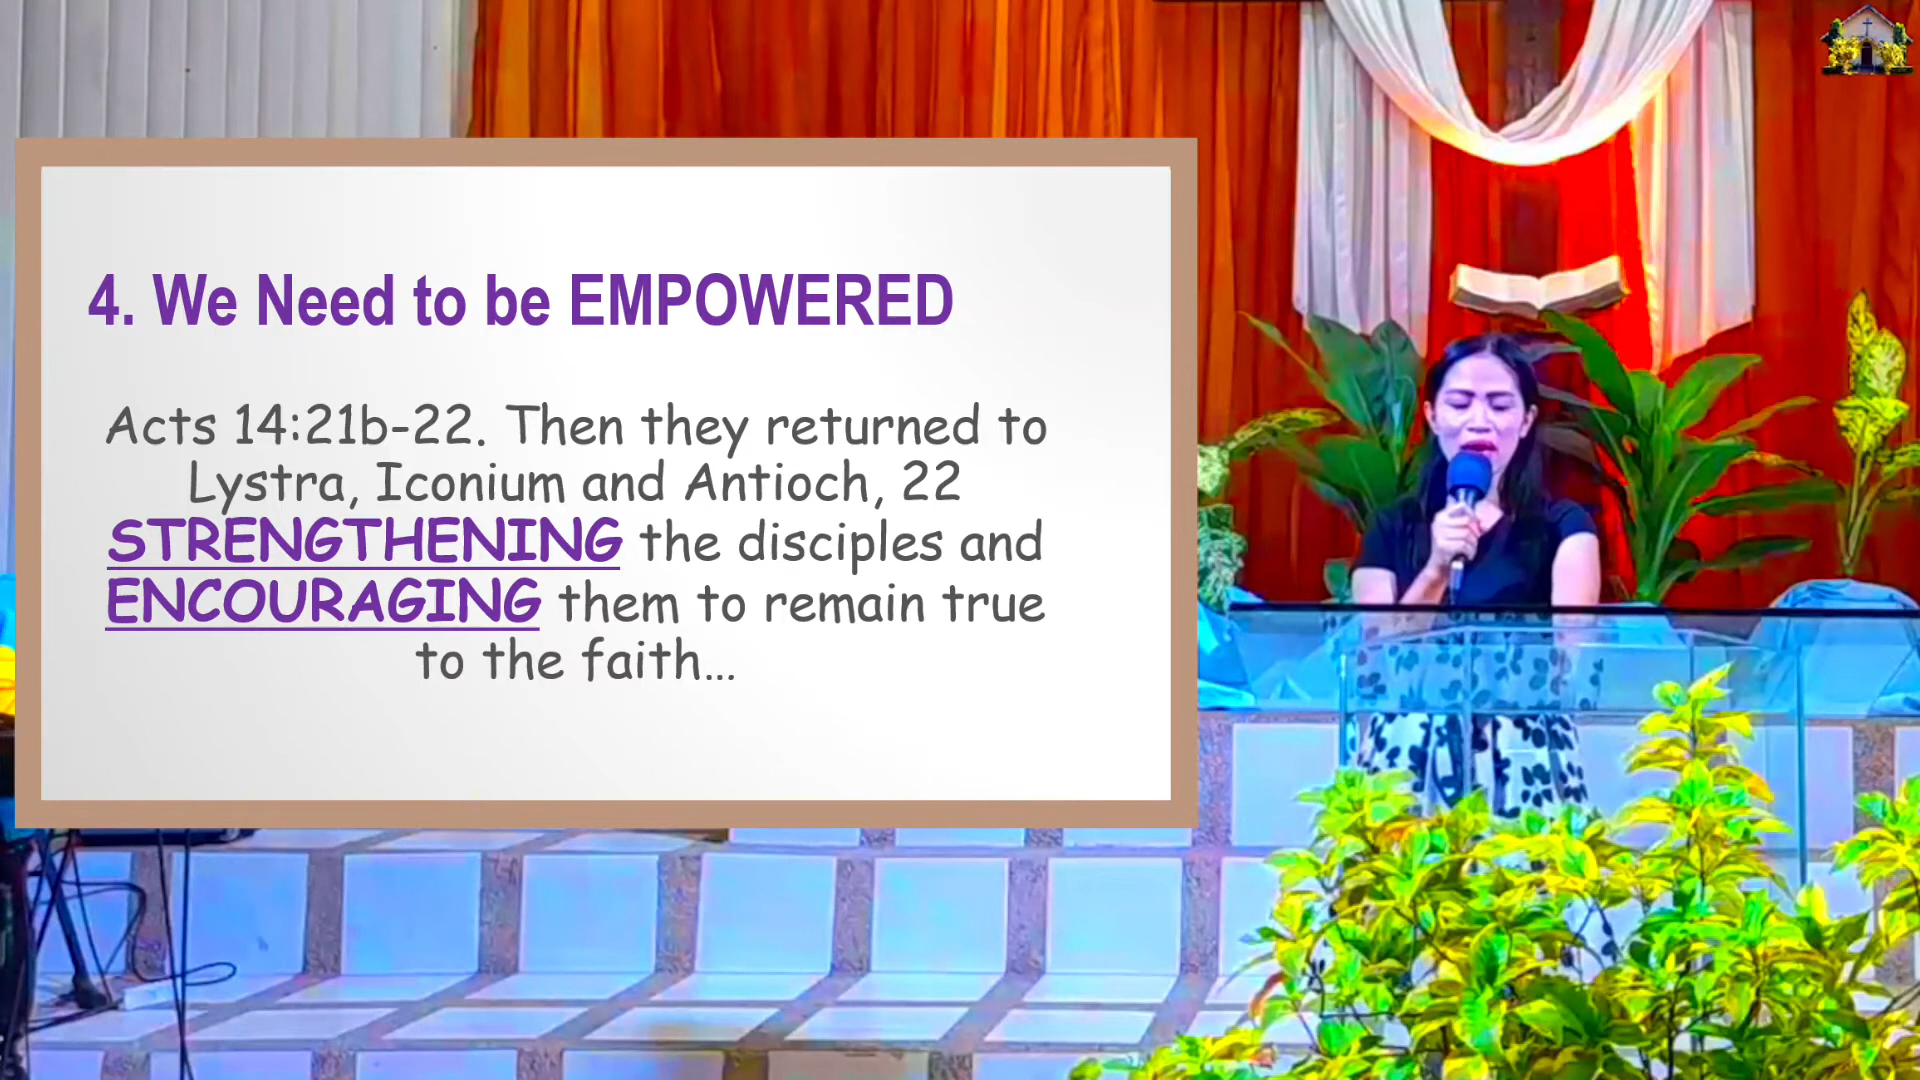 4. We Need to be EMPOWERED
Acts 14:21b-22. Then they returned to
Lystra, Iconium and Antioch, 22
STRENGTHENING the disciples and
ENCOURAGING them to remain true
to the faith…